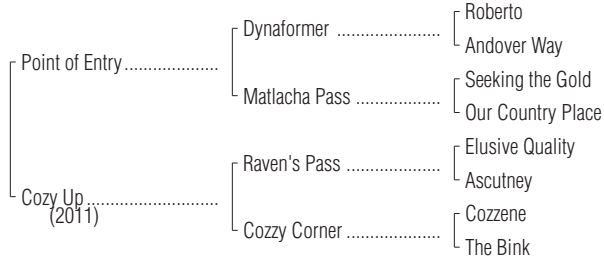 Roberto
Dynaformer ..................
Andover Way
Point of Entry....................
Seeking the Gold
Matlacha Pass ...................
Our Country Place
Elusive Quality
Raven's Pass ....................
Ascutney
Cozy Up............................
(2011)
Cozzene
Cozzy Corner ....................
The Bink